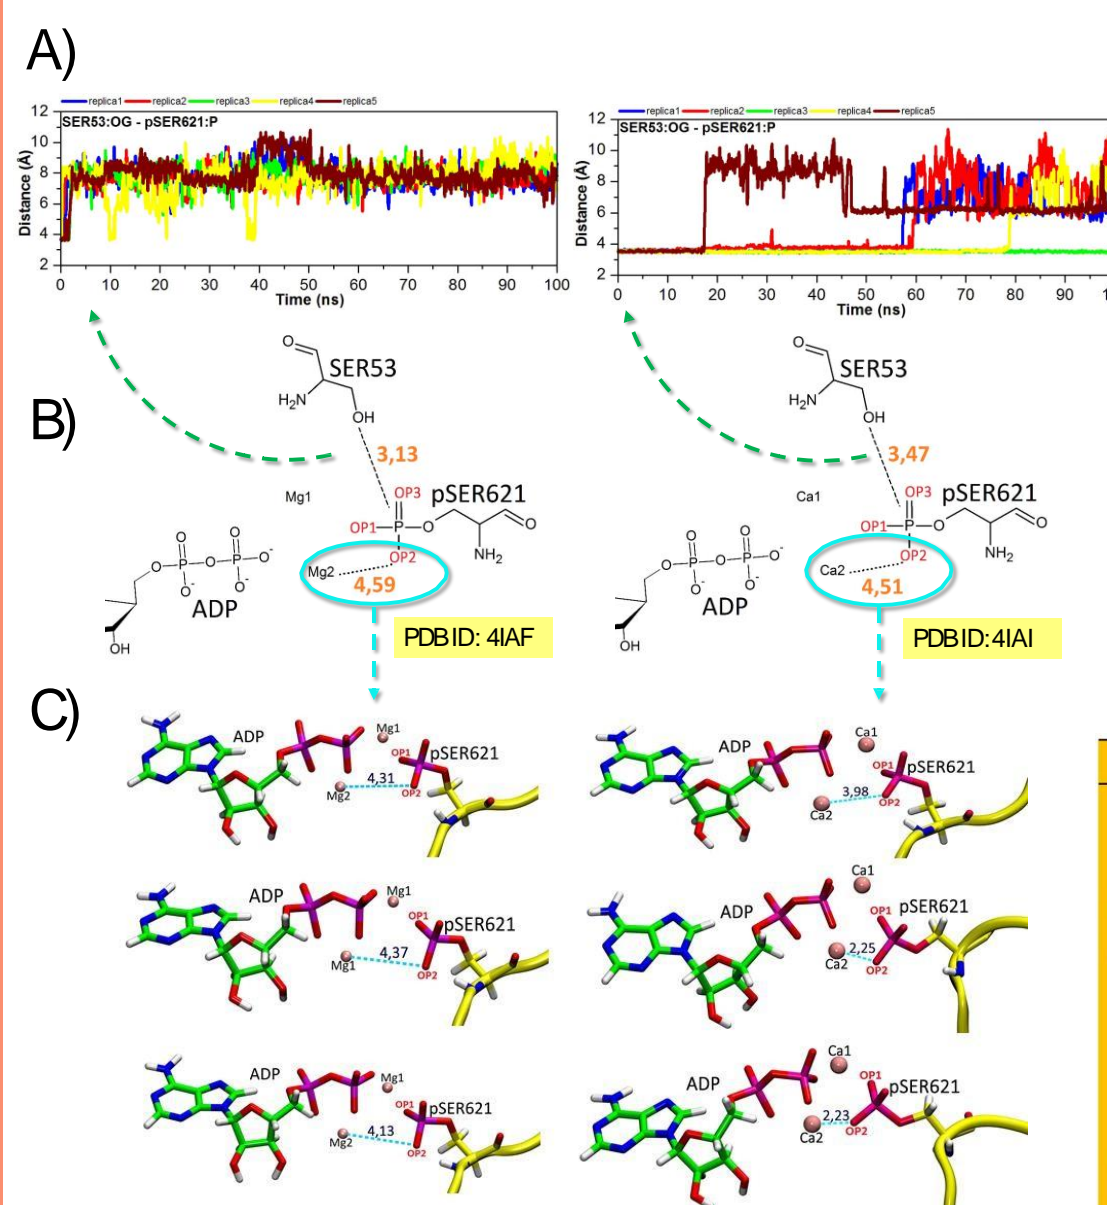 A)
replica1 replica2 replica3 replica4 replica5
SER53:OG - pSER621:P
Distance (Å)
12
10
8
6
4
2
0 10 20 30 40 50 60 70 80 90 100
Time (ns)
replica1 replica2 replica3 replica4 replica5
SER53:OG - pSER621:P
Distance (Å)
12
10
8
6
4
2
0 10 20 30 40 50 60 70 80 90 1
Time (ns)
B)
O
SER53
H2N
OH
3,13
Mg1
OP3
pSER621
OP1 P O O
OP2
NH2
Mg2
4,59
O O
O P O P O-
O- O-
ADP
OH
PDB ID: 4IAF
O
SER53
H2N
OH
3,47
Ca1
OP3
pSER621
OP1 P O O
OP2
NH2
Ca2
4,51
O O
O P O P O-
O- O-
ADP
OH
PDB ID: 4IAI
C)
ADP
Mg1
OP1
pSER621
4,31
Mg2
OP2
ADP
Ca1
OP1
pSER621
3,98
Ca2
OP2
ADP
Mg1
OP1
pSER621
4,37
Mg1
OP2
ADP
Ca1
OP1
pSER621
2,25
Ca2
OP2
ADP
Mg1
OP1
pSER621
4,13
Mg2
OP2
ADP
Ca1
OP1
pSER621
2,23
Ca2
OP2